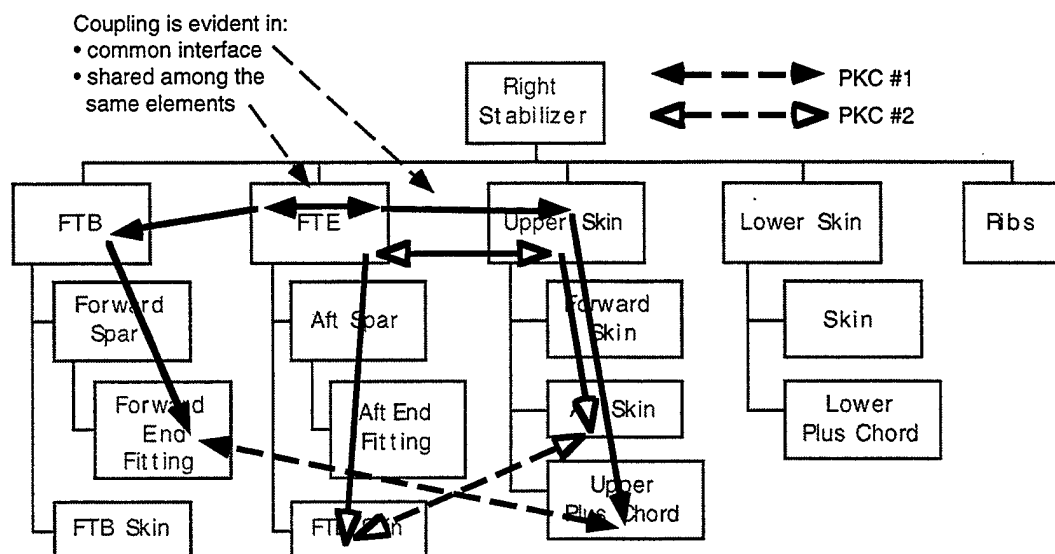 Coupling is evident in:
• common interface
• shared among the
same elements
Right
Stabilizer
PKC #1
PKC #2
FTB
FTE
Upper Skin
Lower Skin
Ribs
Forward
Spar
Aft Spar
Forward
Skin
Skin
Forward
End
Fitting
Aft End
Fitting
Skin
Lower
Plus Chord
Upper
Plus Chord
FTB Skin
Skin